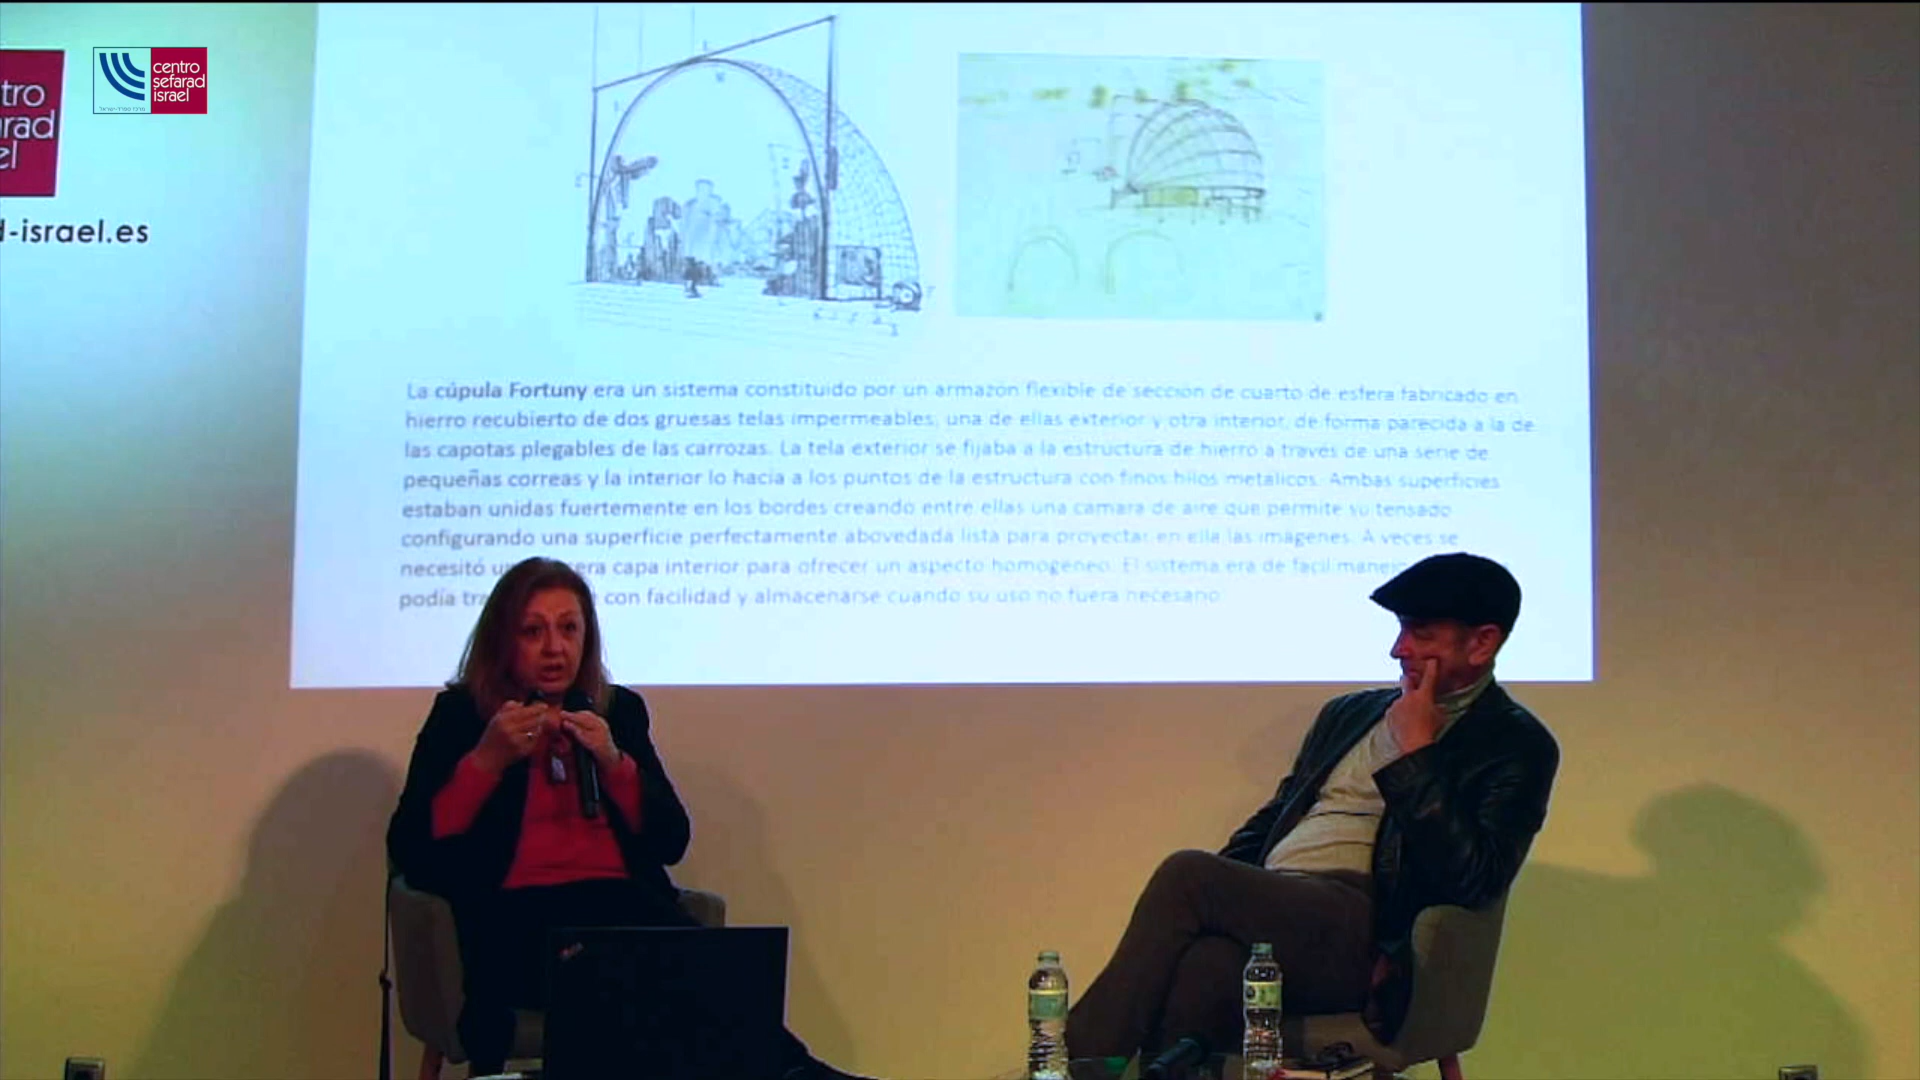 centro
sefarad
israel
tro
rad
el
d-israel.es
La cúpula Fortuny era un sistema constituido por un armazón flexible de sección de cuarto de esfera fabricado en
hierro recubierto de dos gruesas telas impermeables, una de ellas exterior y otra interior, de forma parecida a la de
las capotas plegables de las carrozas. La tela exterior se fijaba a la estructura de hierro a través de una serie de
pequeñas correas y la interior lo hacía a los puntos de la estructura con finos hilos metálicos. Ambas superficies
estaban unidas fuertemente en los bordes creando entre ellas una cámara de aire que permite su tensado
configurando una superficie perfectamente abovedada lista para proyectar en ella las imágenes. A veces se
necesitó capa interior para ofrecer un aspecto homogéneo. El sistema era de fácil manejo
podía con facilidad y almacenarse cuando su uso no fuera necesario